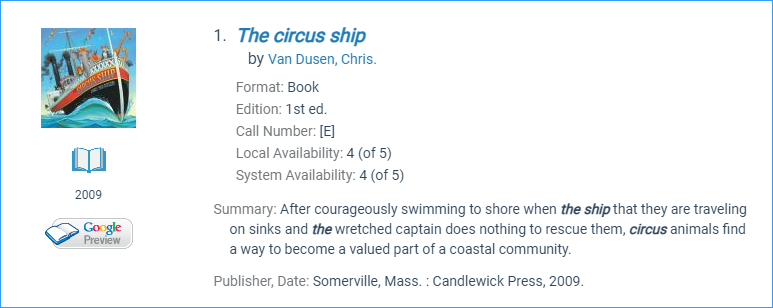 1. The circus ship
by Van Dusen, Chris.
Format: Book
Edition: 1st ed.
Call Number: [E]
Local Availability: 4 (of 5)
System Availability: 4 (of 5)
2009
Google
Preview
Summary: After courageously swimming to shore when the ship that they are traveling
on sinks and the wretched captain does nothing to rescue them, circus animals find
a way to become a valued part of a coastal community.
Publisher, Date: Somerville, Mass. : Candlewick Press, 2009.